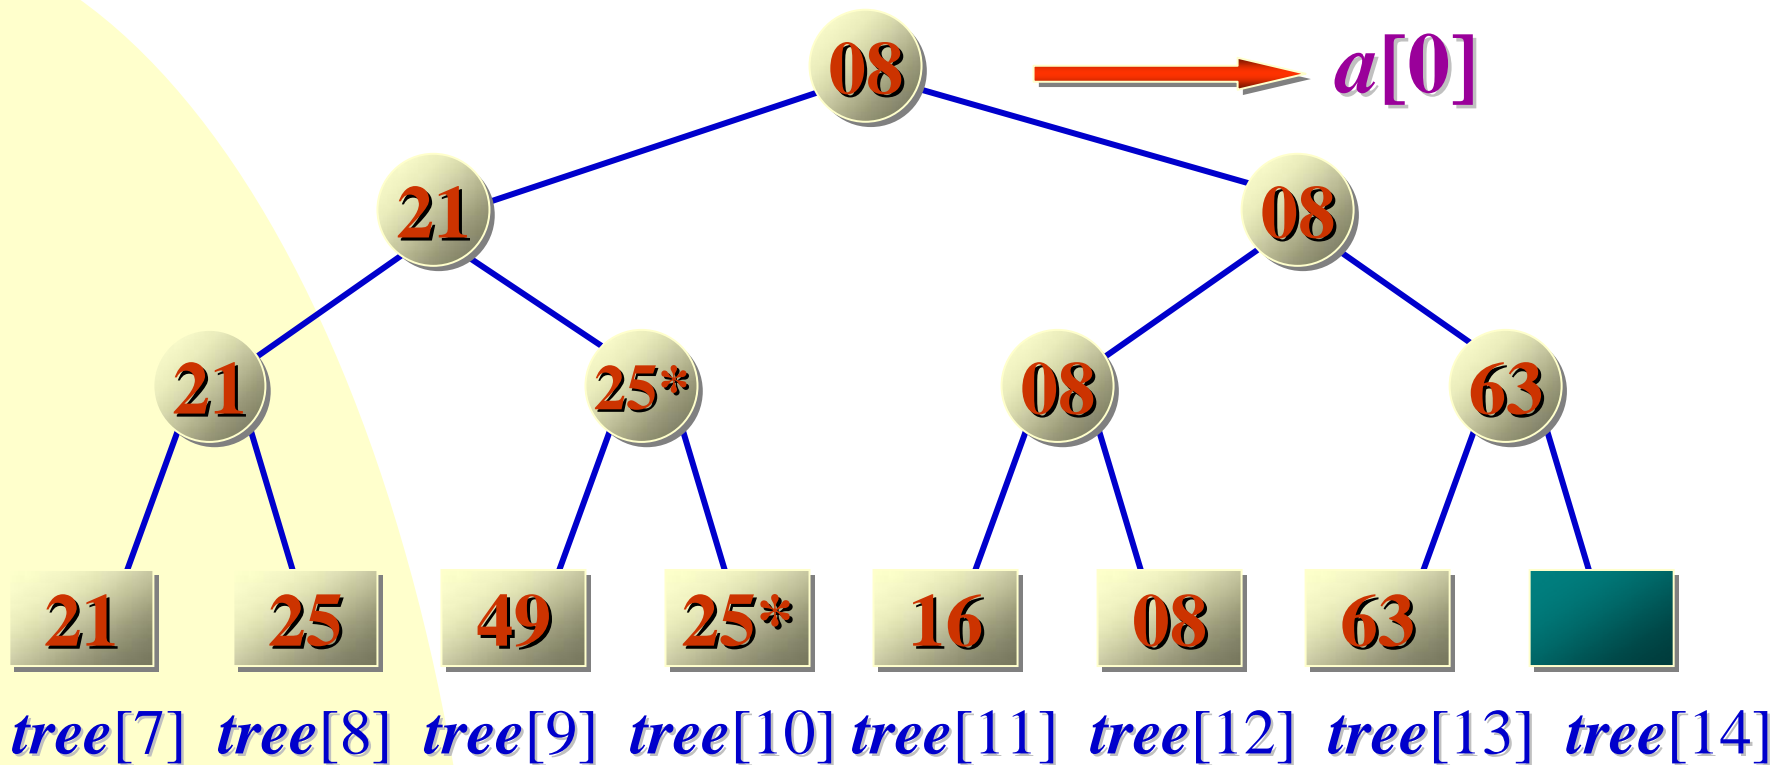 08 a[0]
21 08
21 25* 08 63
21 25 49 25* 16 08 63
tree[7] tree[8] tree[9] tree[10] tree[11] tree[12] tree[13] tree[14]